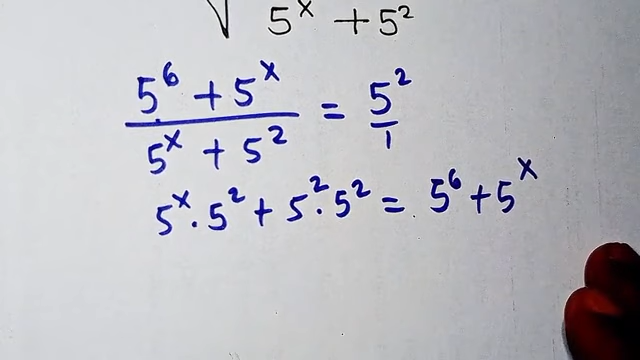 √ 5^x + 5^2
(5^6 + 5^x)/(5^x + 5^2) = 5^2/1
5^x . 5^2 + 5^2 . 5^2 = 5^6 + 5^x